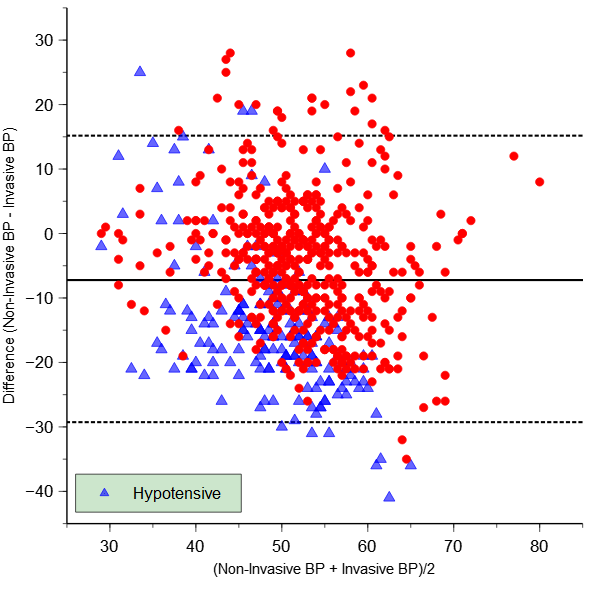 Difference (Non-Invasive BP - Invasive BP)
30
20
10
0
−10
−20
−30
−40
Hypotensive
30 40 50 60 70 80
(Non-Invasive BP + Invasive BP)/2